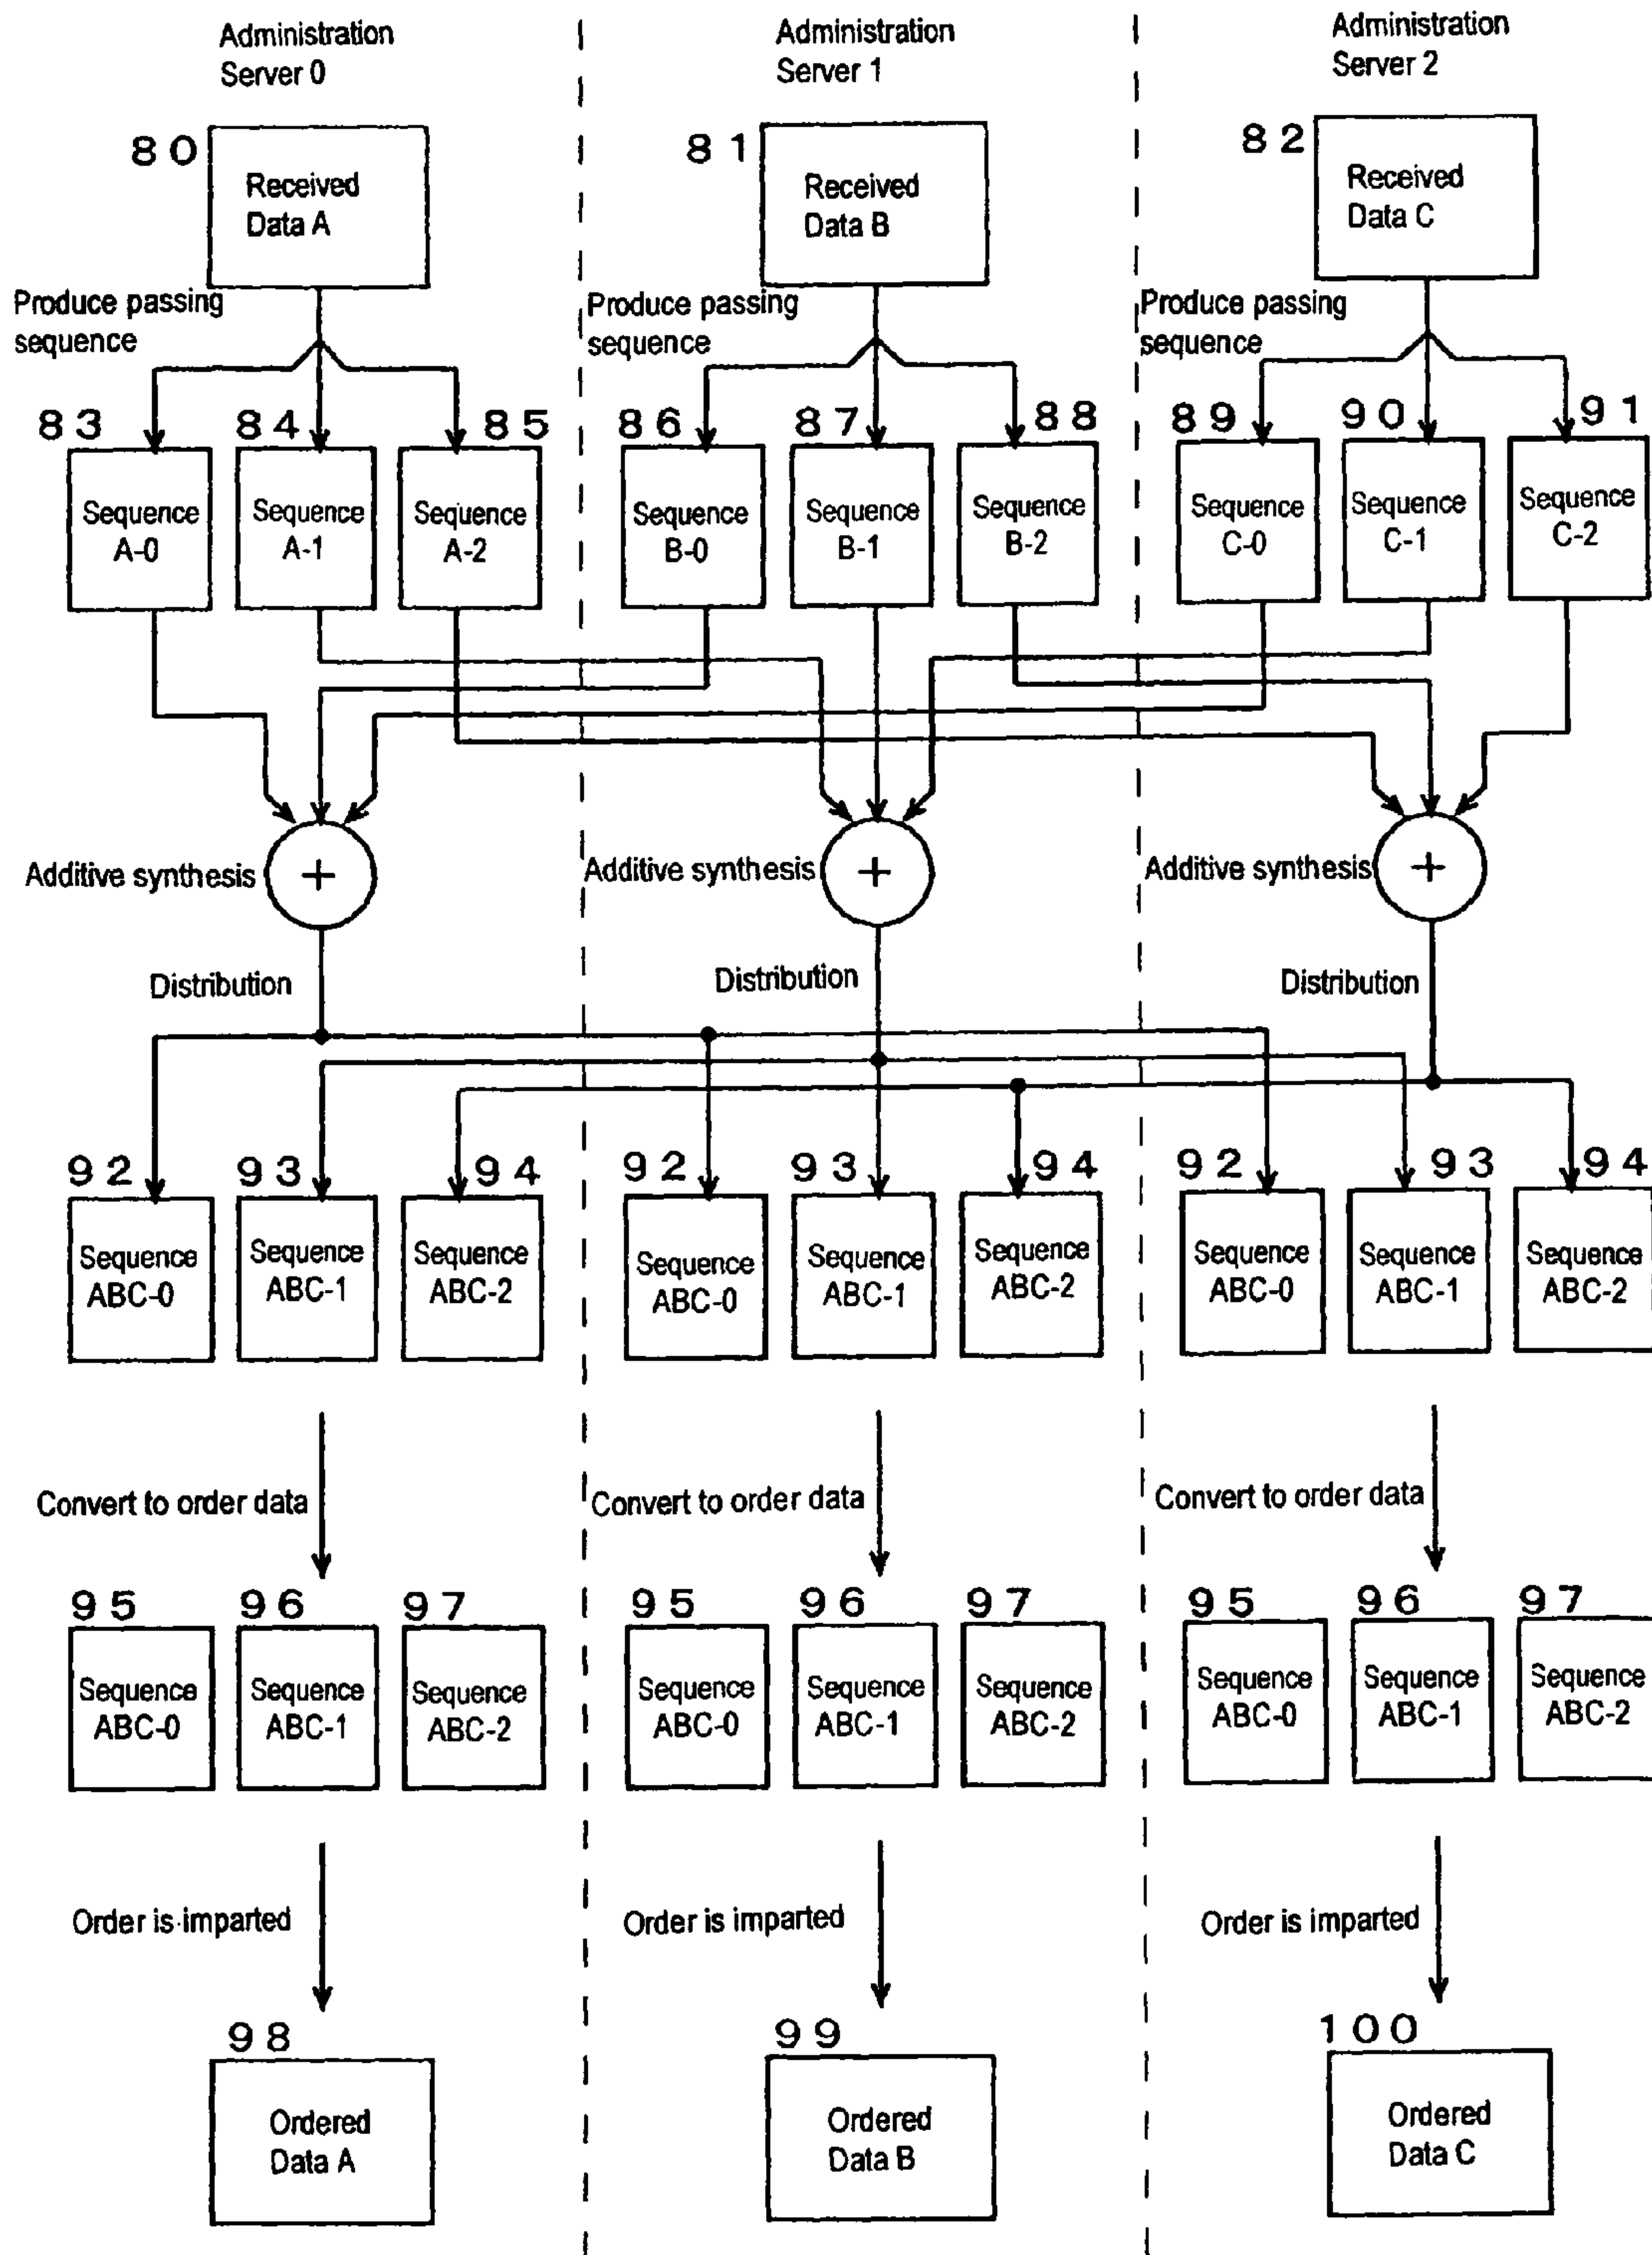 Administration
Server 0
Administration
Server 1
Administration
Server 2
80
Received
Data A
81
Received
Data B
82
Received
Data C
Produce passing
sequence
Produce passing
sequence
Produce passing
sequence
83
84
85
86
87
88
89
90
91
Sequence
A-0
Sequence
A-1
Sequence
A-2
Sequence
B-0
Sequence
B-1
Sequence
B-2
Sequence
C-0
Sequence
C-1
Sequence
C-2
Additive synthesis
+
Additive synthesis
+
Additive synthesis
+
Distribution
Distribution
Distribution
92
93
94
92
93
94
92
93
94
Sequence
ABC-0
Sequence
ABC-1
Sequence
ABC-2
Sequence
ABC-0
Sequence
ABC-1
Sequence
ABC-2
Sequence
ABC-0
Sequence
ABC-1
Sequence
ABC-2
Convert to order data
Convert to order data
Convert to order data
95
96
97
95
96
97
95
96
97
Sequence
ABC-0
Sequence
ABC-1
Sequence
ABC-2
Sequence
ABC-0
Sequence
ABC-1
Sequence
ABC-2
Sequence
ABC-0
Sequence
ABC-1
Sequence
ABC-2
Order is imparted
Order is imparted
Order is imparted
98
Ordered
Data A
99
Ordered
Data B
100
Ordered
Data C